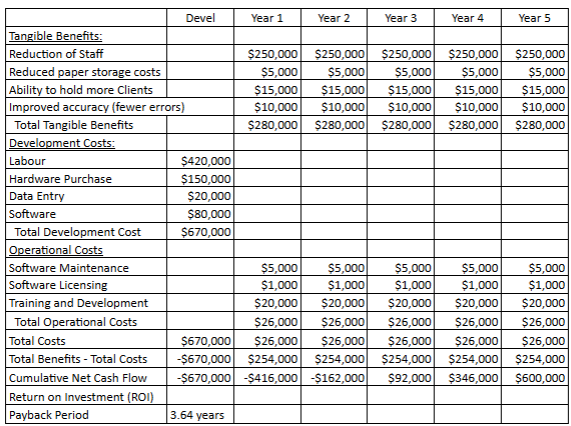 Devel Year 1 Year 2 Year 3 Year 4 Year 5
Tangible Benefits:
Reduction of Staff $250,000 $250,000 $250,000 $250,000 $250,000
Reduced paper storage costs $5,000 $5,000 $5,000 $5,000 $5,000
Ability to hold more Clients $15,000 $15,000 $15,000 $15,000 $15,000
Improved accuracy (fewer errors) $10,000 $10,000 $10,000 $10,000 $10,000
Total Tangible Benefits $280,000 $280,000 $280,000 $280,000 $280,000
Development Costs:
Labour $420,000
Hardware Purchase $150,000
Data Entry $20,000
Software $80,000
Total Development Cost $670,000
Operational Costs
Software Maintenance $5,000 $5,000 $5,000 $5,000 $5,000
Software Licensing $1,000 $1,000 $1,000 $1,000 $1,000
Training and Development $20,000 $20,000 $20,000 $20,000 $20,000
Total Operational Costs $26,000 $26,000 $26,000 $26,000 $26,000
Total Costs $670,000 $26,000 $26,000 $26,000 $26,000 $26,000
Total Benefits - Total Costs -$670,000 $254,000 $254,000 $254,000 $254,000 $254,000
Cumulative Net Cash Flow -$670,000 -$416,000 -$162,000 $92,000 $346,000 $600,000
Return on Investment (ROI)
Payback Period 3.64 years